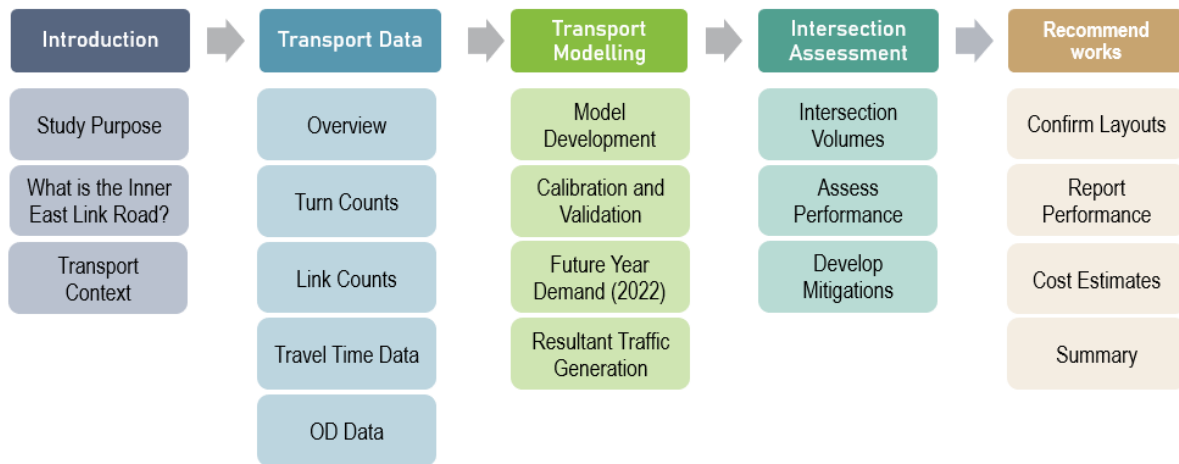 Introduction
Transport Data
Transport
Modelling
Intersection
Assessment
Recommend
works
Study Purpose
What is the Inner
East Link Road?
Transport
Context
Overview
Turn Counts
Link Counts
Travel Time Data
OD Data
Model
Development
Calibration and
Validation
Future Year
Demand (2022)
Resultant Traffic
Generation
Intersection
Volumes
Assess
Performance
Develop
Mitigations
Confirm Layouts
Report
Performance
Cost Estimates
Summary